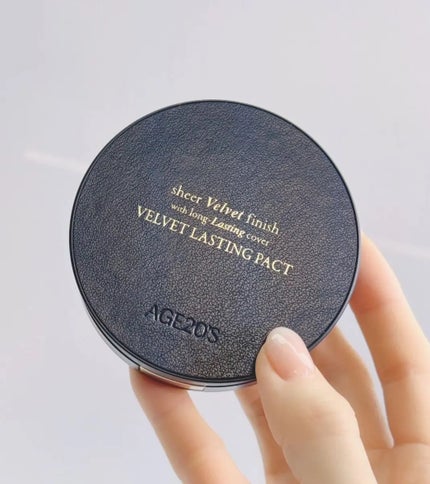 sheer Velvet finish
with long-Lasting cover
VELVET LASTING PACT
AGE20'S